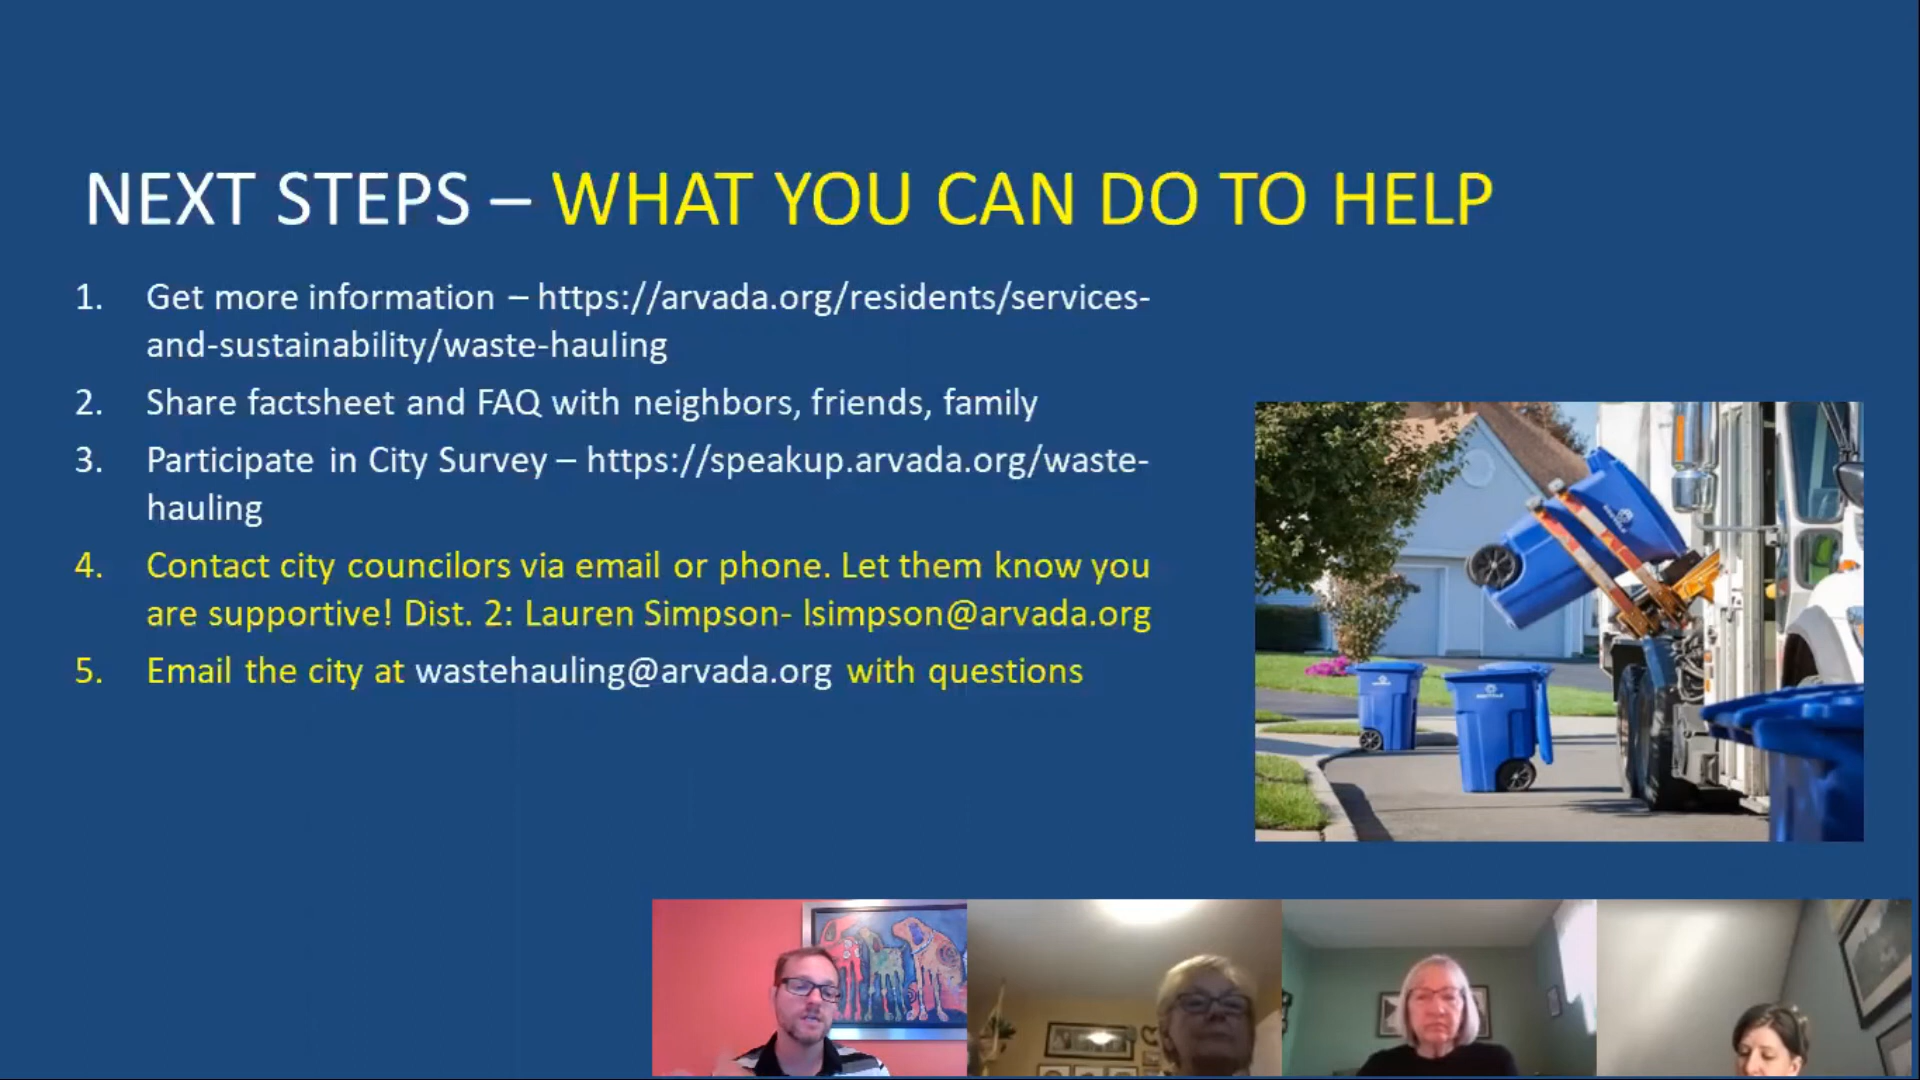 NEXT STEPS – WHAT YOU CAN DO TO HELP
1. Get more information – https://arvada.org/residents/services-
and-sustainability/waste-hauling
2. Share factsheet and FAQ with neighbors, friends, family
3. Participate in City Survey – https://speakup.arvada.org/waste-
hauling
4. Contact city councilors via email or phone. Let them know you
are supportive! Dist. 2: Lauren Simpson- lsimpson@arvada.org
5. Email the city at wastehauling@arvada.org with questions